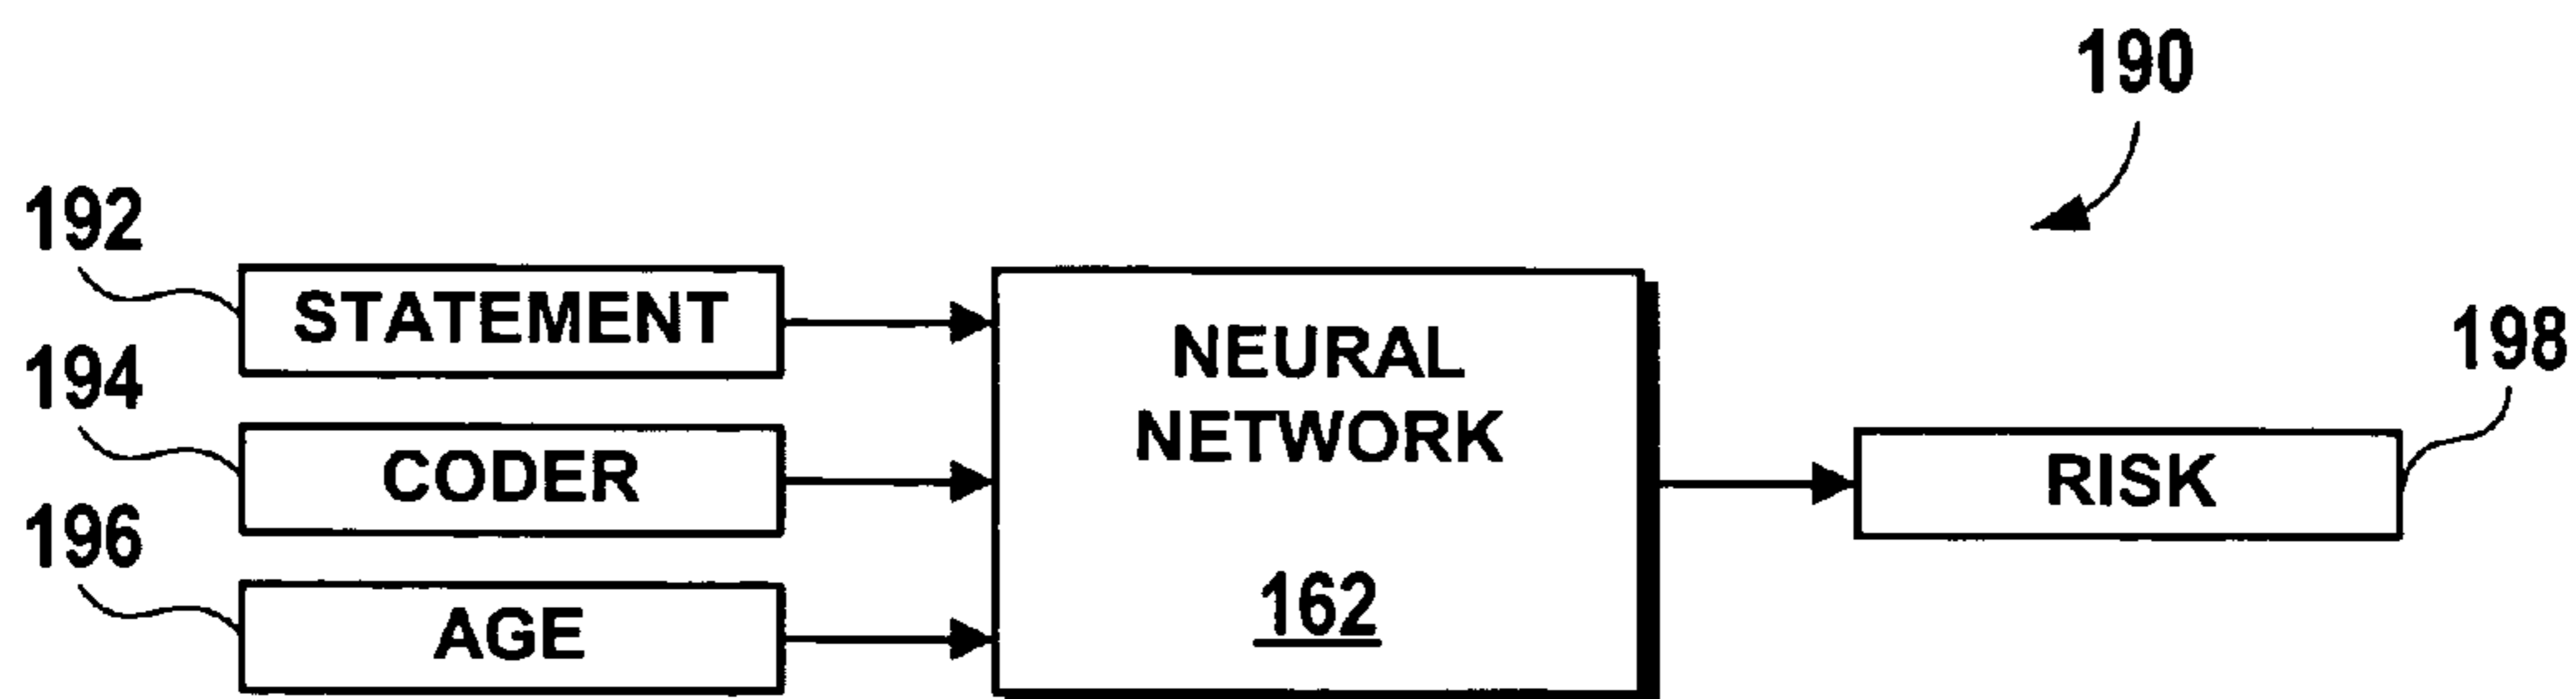 190
192
STATEMENT
194
CODER
196
AGE
NEURAL
NETWORK
162
198
RISK